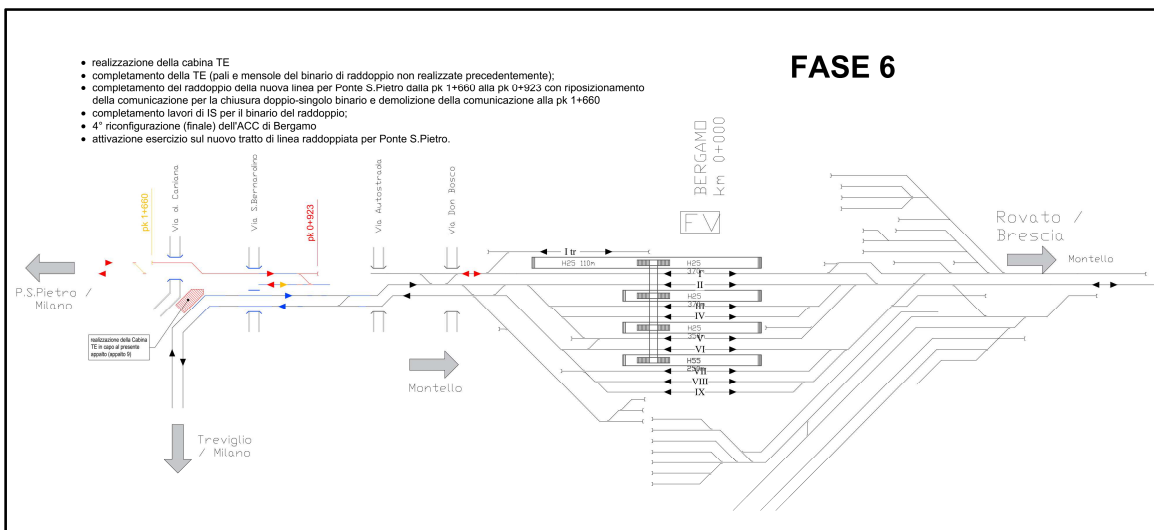 FASE 6
• realizzazione della cabina TE
• completamento della TE (pali e mensole del binario di raddoppio non realizzate precedentemente);
• completamento del raddoppio della nuova linea per Ponte S.Pietro dalla pk 1+660 alla pk 0+923 con riposizionamento
della comunicazione per la chiusura doppio-singolo binario e demolizione della comunicazione alla pk 1+660
• completamento lavori di IS per il binario del raddoppio;
• 4° riconfigurazione (finale) dell'ACC di Bergamo
• attivazione esercizio sul nuovo tratto di linea raddoppiata per Ponte S.Pietro.
BERGAMO
km 0+000
FV
pk 1+660
Via d. Caniana
Via S.Bernardino
pk 0+923
Via Autostrada
Via Don Bosco
Rovato /
Brescia
Montello
P.S.Pietro /
Milano
I tr
H25 110m
H25
I
II
H25
III
IV
H25
V
VI
H55
VII
VIII
IX
realizzazione della Cabina
TE in capo al presente
appalto (appalto 9)
Montello
Treviglio
/ Milano